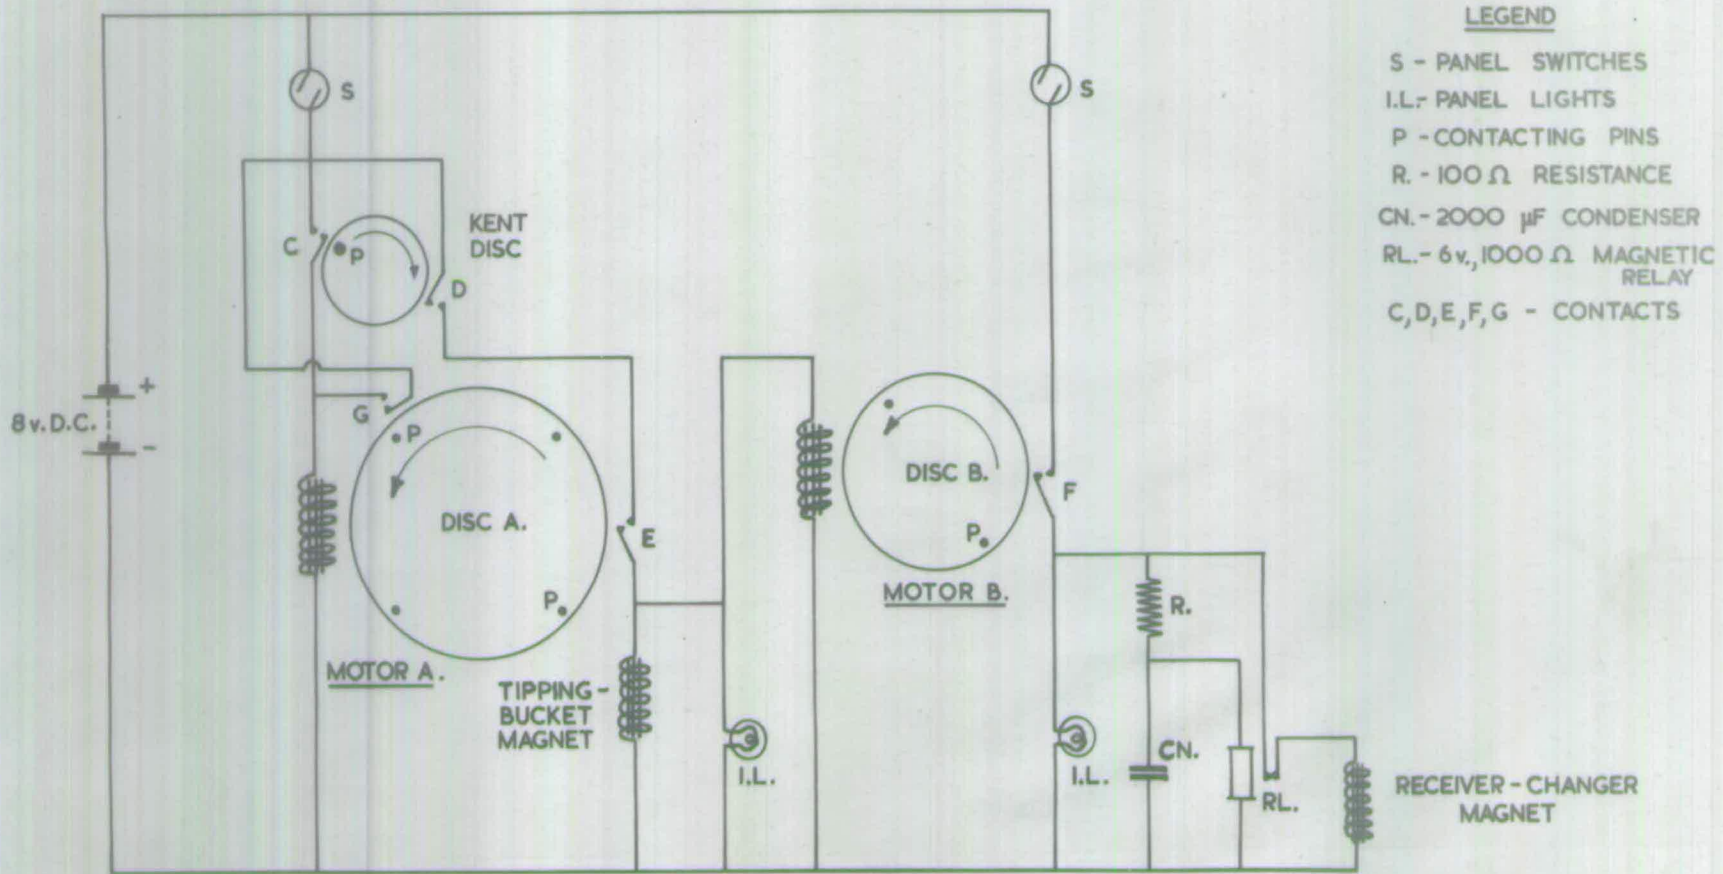 LEGEND
S - PANEL SWITCHES
I.L.- PANEL LIGHTS
P - CONTACTING PINS
R. - 100 Ω RESISTANCE
CN. - 2000 µF CONDENSER
RL. - 6v., 1000 Ω MAGNETIC
RELAY
C, D, E, F, G - CONTACTS
S
S
KENT
DISC
C
P
D
+
8 v. D.C.
-
G
P
DISC A.
E
P
MOTOR A.
TIPPING-
BUCKET
MAGNET
I.L.
DISC B.
F
P
MOTOR B.
R.
I.L.
CN.
RL.
RECEIVER - CHANGER
MAGNET